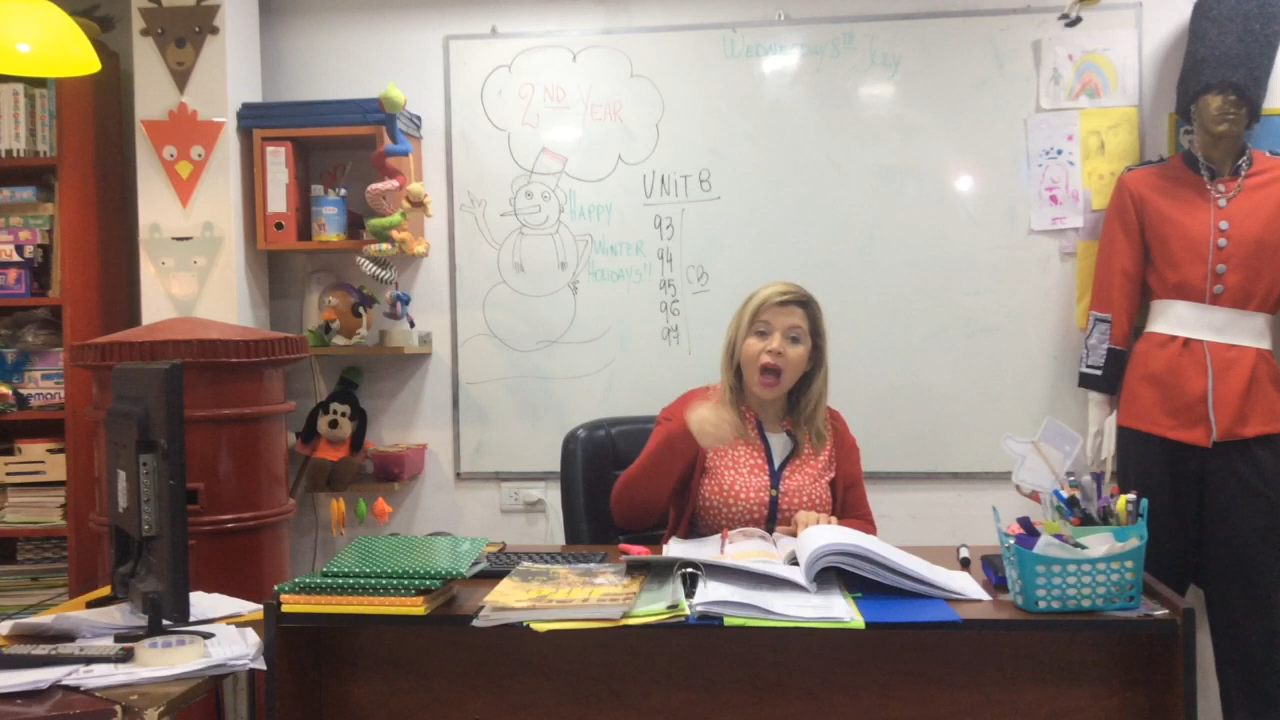 WEDNESDAY 8TH JULY
2ND YEAR
HAPPY
WINTER
HOLIDAYS!!
UNIT 8
93
94
95
96
97
CB